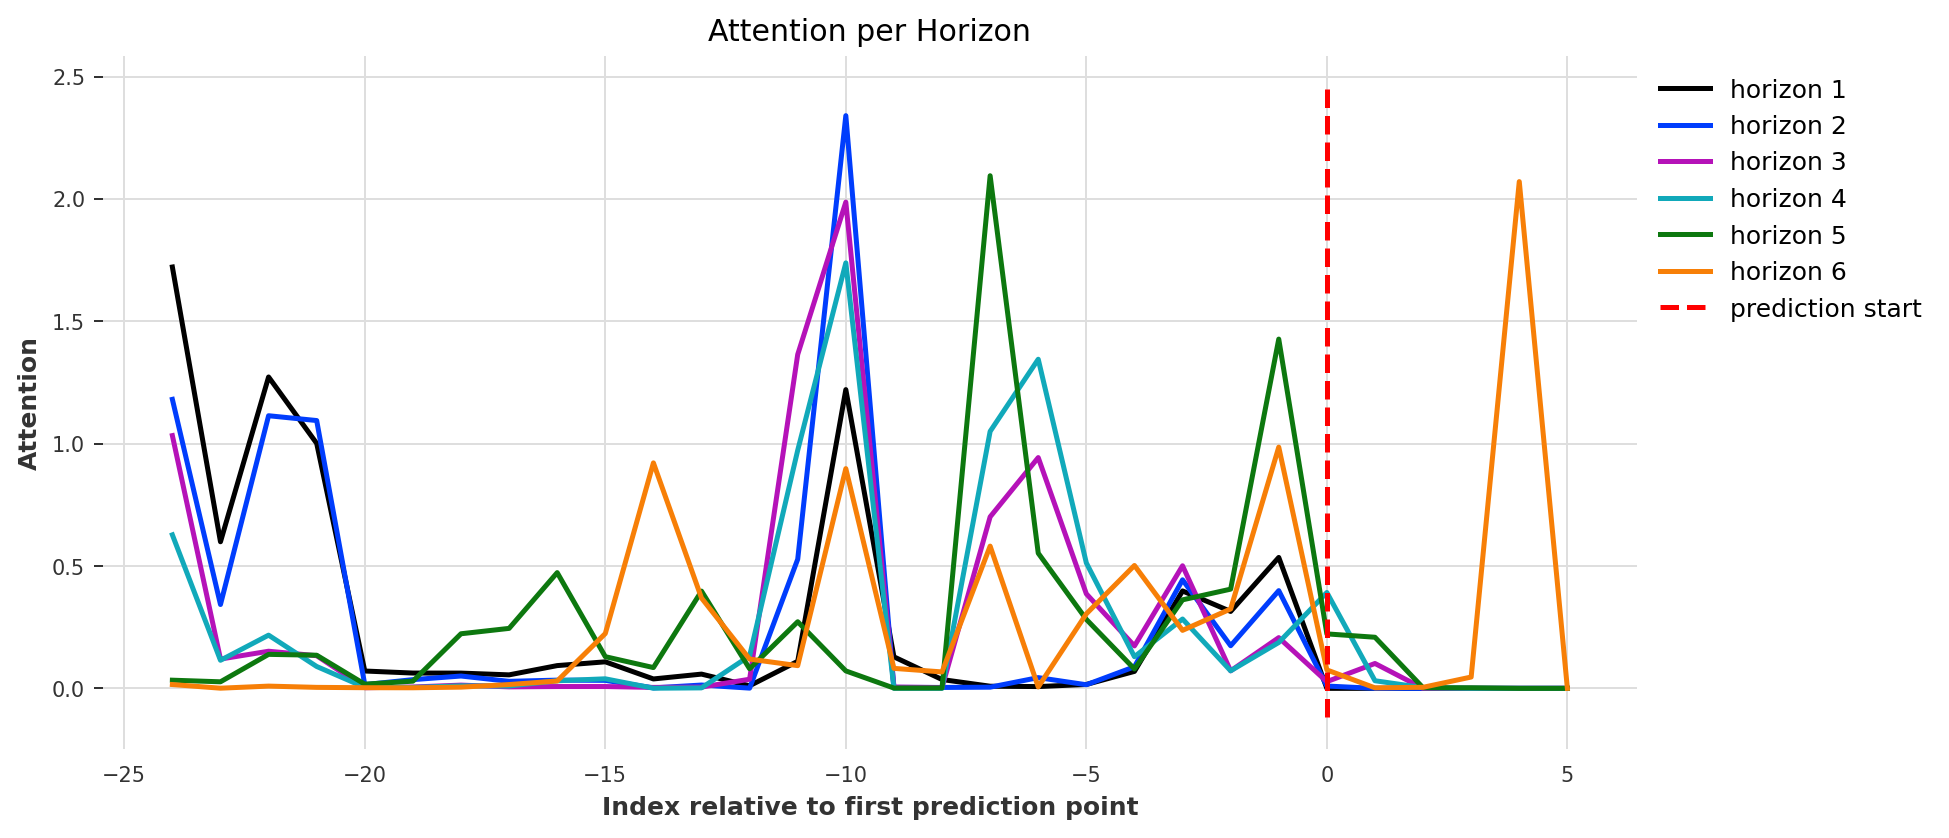 Attention per Horizon
2.5
2.0
1.5
1.0
0.5
0.0
Attention
−25 −20 −15 −10 −5 0 5
Index relative to first prediction point
horizon 1
horizon 2
horizon 3
horizon 4
horizon 5
horizon 6
prediction start